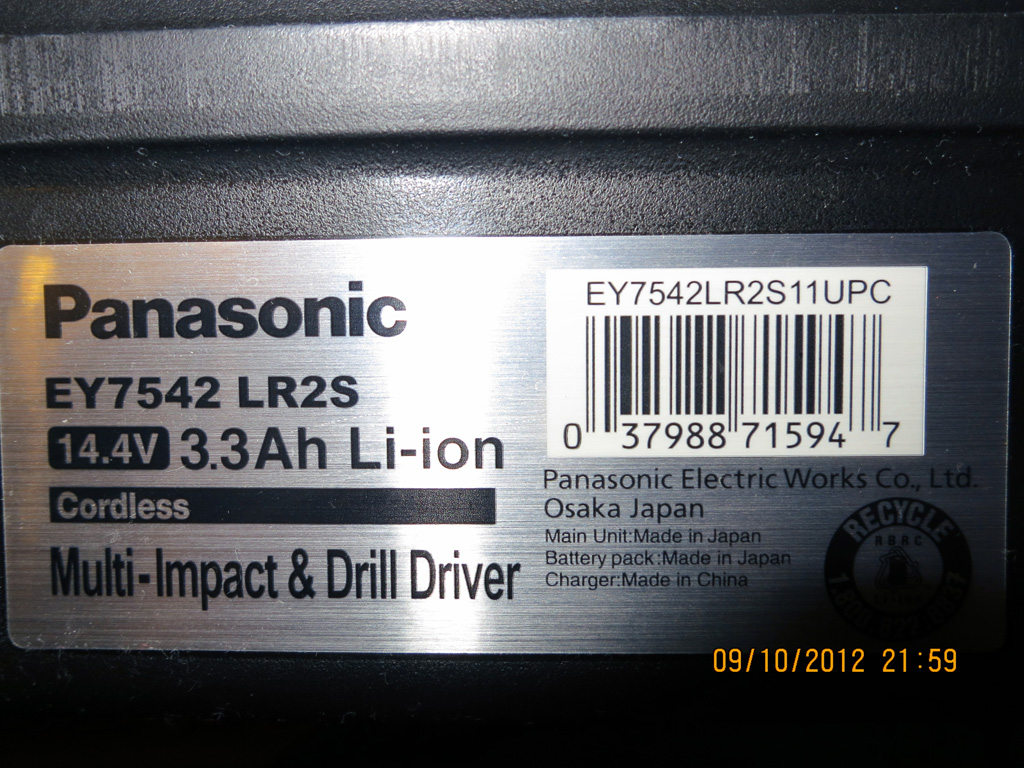 Panasonic
EY7542 LR2S
14.4V 3.3Ah Li-ion
Cordless
Multi-Impact & Drill Driver
EY7542LR2S11UPC
0 37988 71594 7
Panasonic Electric Works Co., Ltd.
Osaka Japan
Main Unit:Made in Japan
Battery pack:Made in Japan
Charger:Made in China
RECYCLE
RBRC
Li-ion
09/10/2012 21:59